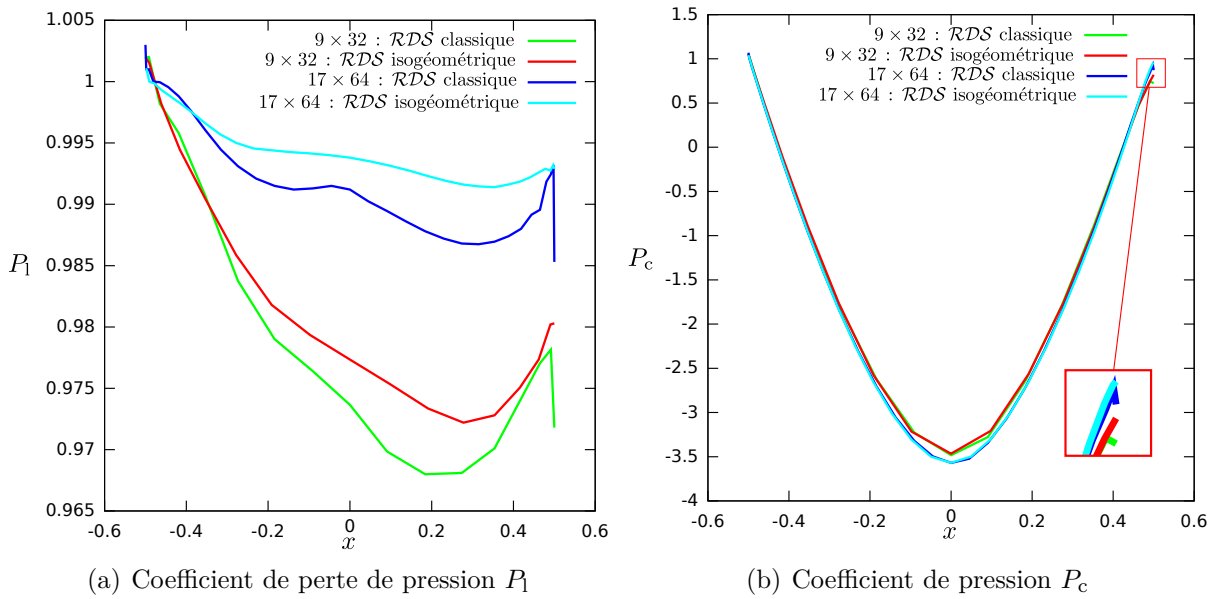 1.005
1
0.995
0.99
0.985
0.98
0.975
0.97
0.965
-0.6
-0.4
-0.2
0
0.2
0.4
0.6
P_l
x
9 × 32 : RDS classique
9 × 32 : RDS isogéométrique
17 × 64 : RDS classique
17 × 64 : RDS isogéométrique
(a) Coefficient de perte de pression P_l
1.5
1
0.5
0
-0.5
-1
-1.5
-2
-2.5
-3
-3.5
-4
-0.6
-0.4
-0.2
0
0.2
0.4
0.6
P_c
x
9 × 32 : RDS classique
9 × 32 : RDS isogéométrique
17 × 64 : RDS classique
17 × 64 : RDS isogéométrique
(b) Coefficient de pression P_c